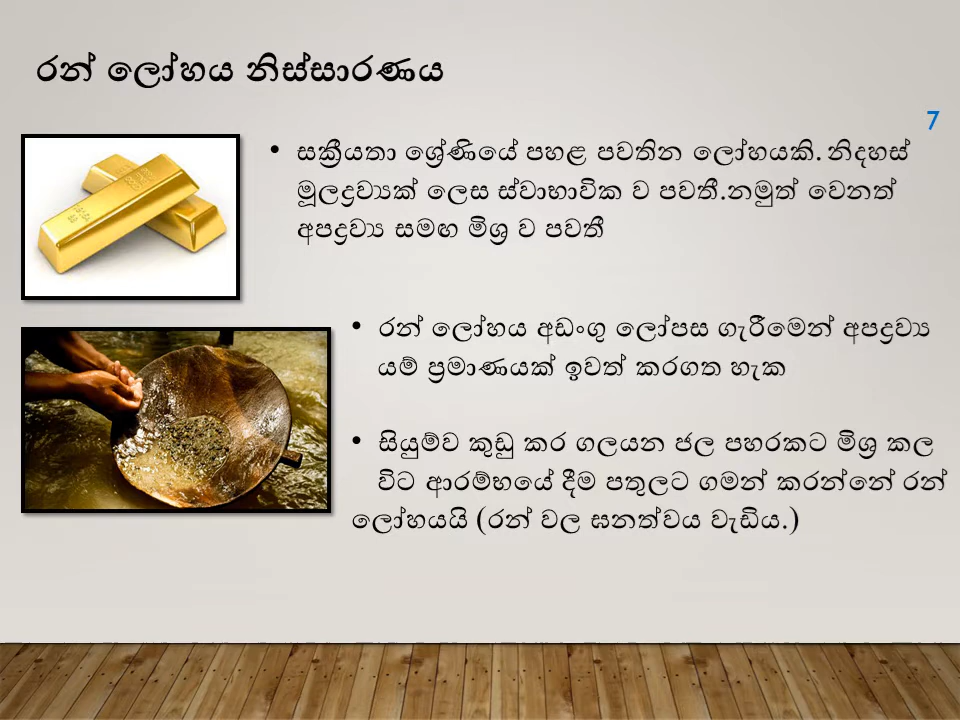 රන් ලෝහය නිස්සාරණය
7
• සක්‍රීයතා ශ්‍රේණියේ පහළ පවතින ලෝහයකි. නිදහස්
මූලද්‍රව්‍යක් ලෙස ස්වාභාවික ව පවතී.නමුත් වෙනත්
අපද්‍රව්‍ය සමඟ මිශ්‍ර ව පවතී
• රන් ලෝහය අඩංගු ලෝපස ගැරීමෙන් අපද්‍රව්‍ය
යම් ප්‍රමාණයක් ඉවත් කරගත හැක
• සියුම්ව කුඩු කර ගලයන ජල පහරකට මිශ්‍ර කල
විට ආරම්භයේ දීම පතුලට ගමන් කරන්නේ රන්
ලෝහයයි (රන් වල ඝනත්වය වැඩිය.)